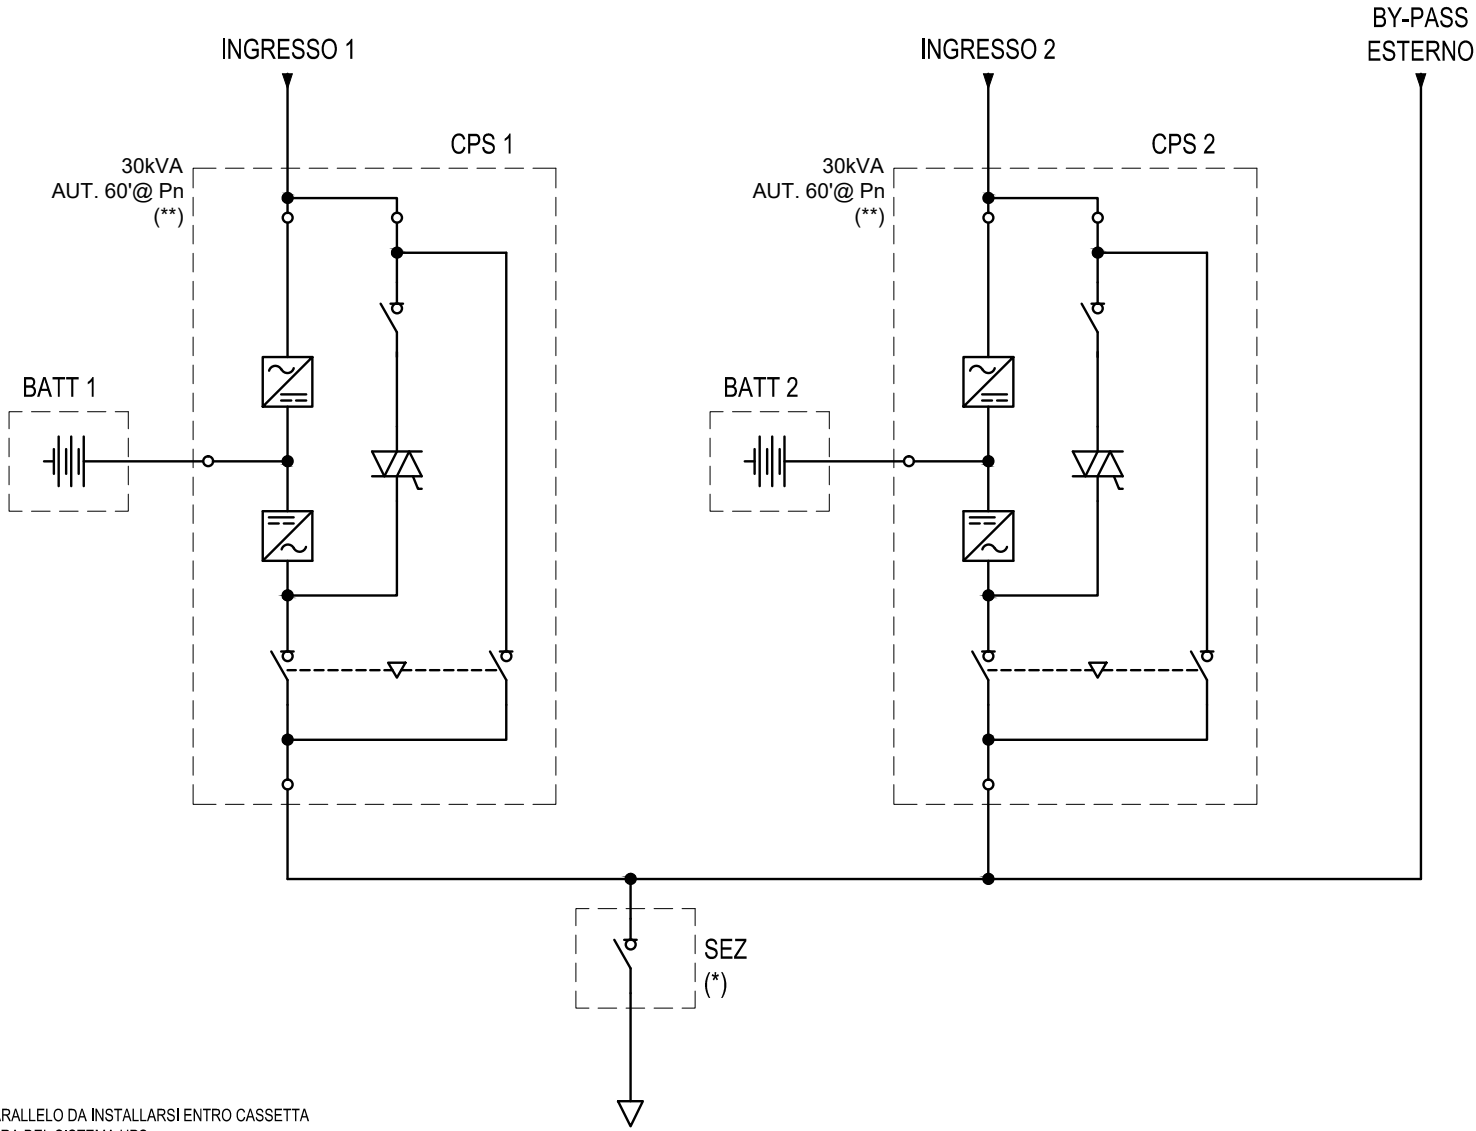 BY-PASS
ESTERNO
INGRESSO 1
INGRESSO 2
CPS 1
CPS 2
30kVA
AUT. 60'@ Pn
(**)
30kVA
AUT. 60'@ Pn
(**)
BATT 1
BATT 2
SEZ
(*)
DA INSTALLARSI ENTRO CASSETTA